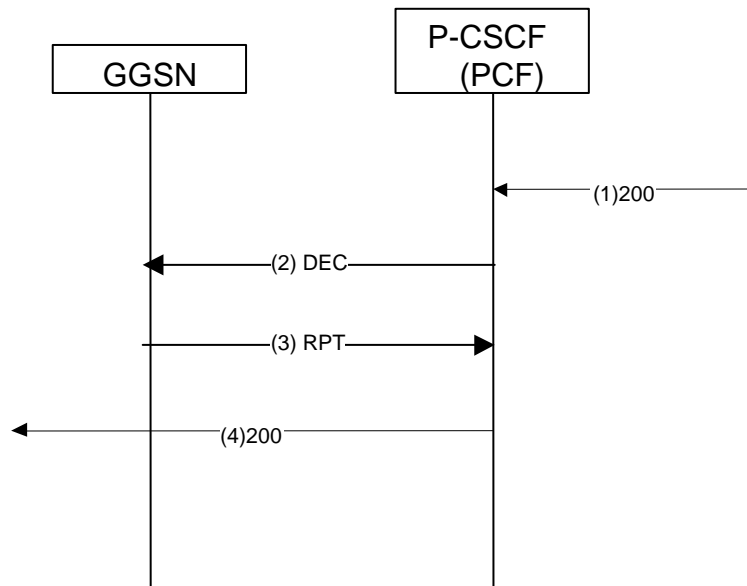 GGSN
P-CSCF
(PCF)
(1)200
(2) DEC
(3) RPT
(4)200